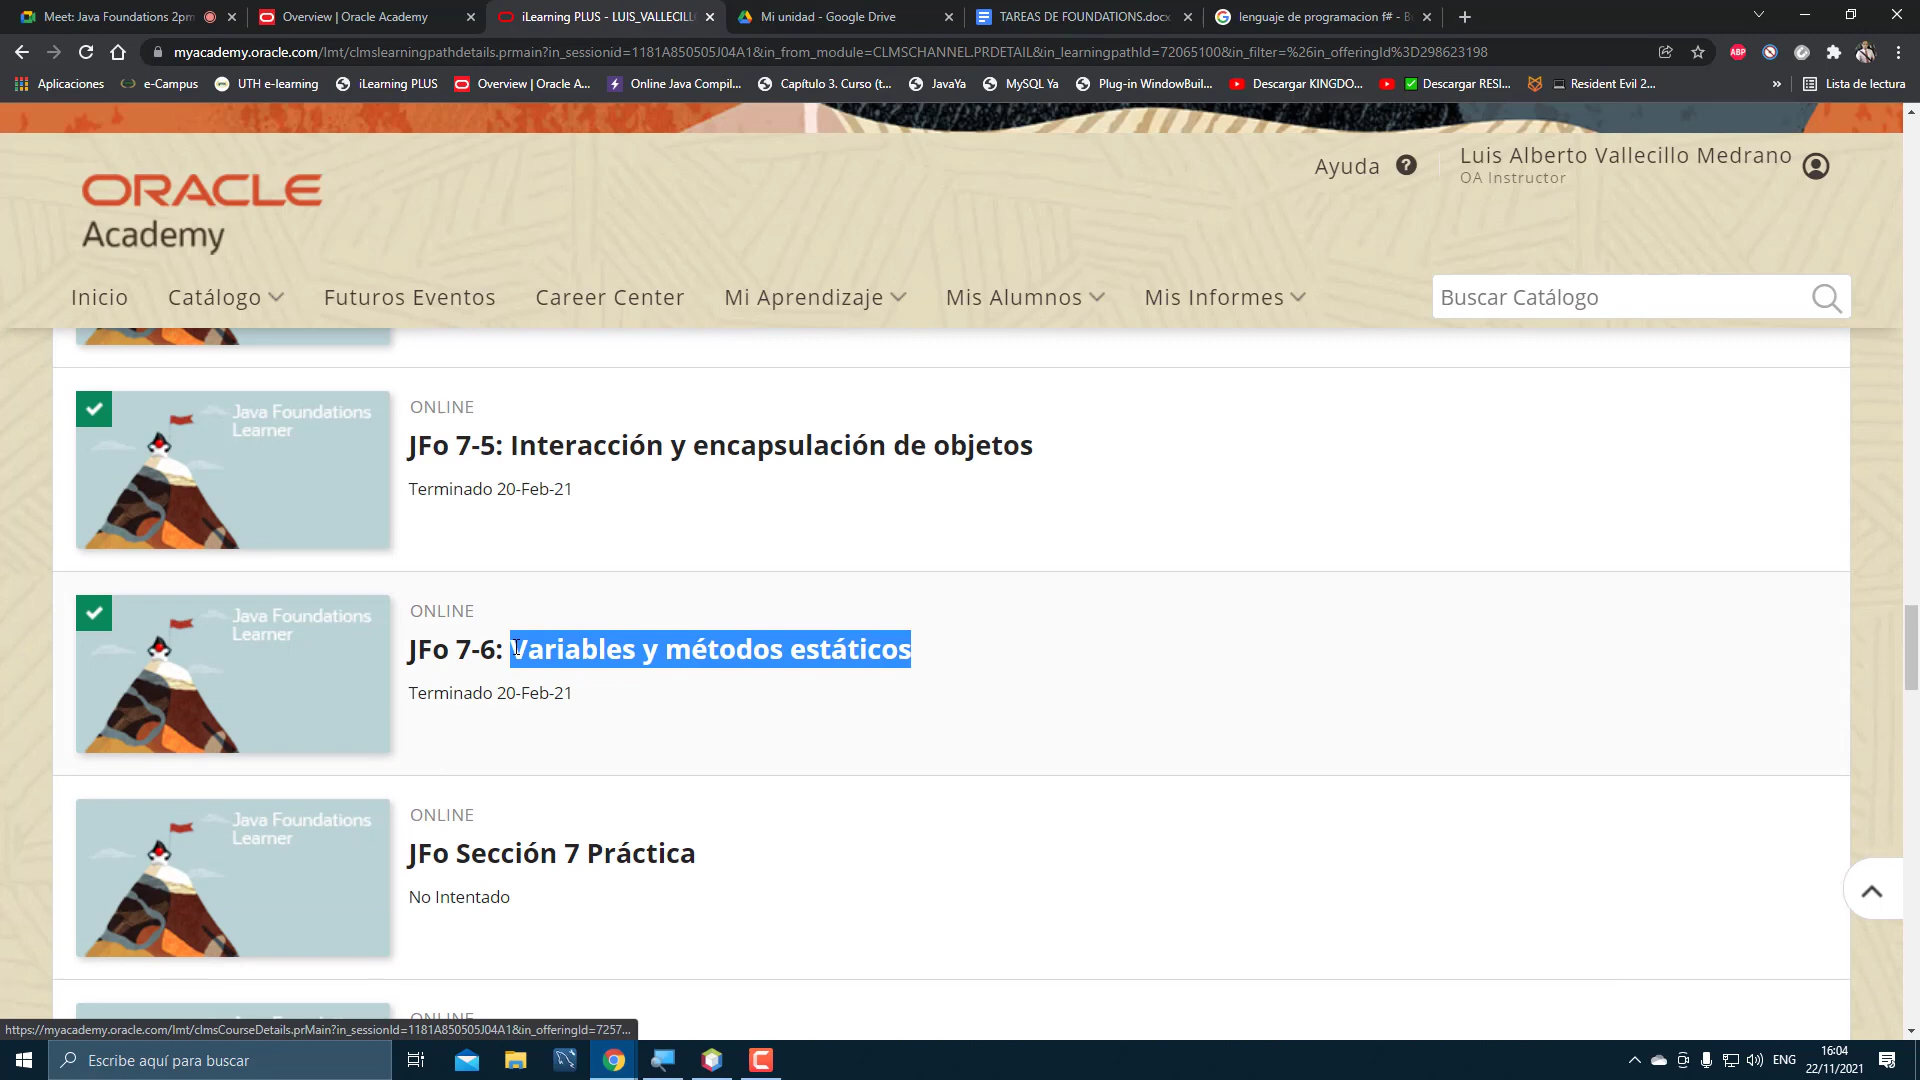 Meet: Java Foundations 2pm
Overview | Oracle Academy
iLearning PLUS - LUIS_VALLECILL
Mi unidad - Google Drive
TAREAS DE FOUNDATIONS.docx
lenguaje de programacion f# - B
myacademy.oracle.com/lmt/clmslearningpathdetails.prmain?in_sessionid=1181A850505J04A1&in_from_module=CLMSCHANNEL.PRDETAIL&in_learningpathId=72065100&in_filter=%26in_offeringId%3D298623198
ABP
Aplicaciones
e-Campus
UTH e-learning
iLearning PLUS
Overview | Oracle A...
Online Java Compil...
Capítulo 3. Curso (t...
JavaYa
MySQL Ya
Plug-in WindowBuil...
Descargar KINGDO...
Descargar RESI...
Resident Evil 2...
»
Lista de lectura
ORACLE
Academy
Ayuda ?
Luis Alberto Vallecillo Medrano
OA Instructor
Inicio
Catálogo
Futuros Eventos
Career Center
Mi Aprendizaje
Mis Alumnos
Mis Informes
Buscar Catálogo
Java Foundations
Learner
ONLINE
JFo 7-5: Interacción y encapsulación de objetos
Terminado 20-Feb-21
Java Foundations
Learner
ONLINE
JFo 7-6: Variables y métodos estáticos
Terminado 20-Feb-21
Java Foundations
Learner
ONLINE
JFo Sección 7 Práctica
No Intentado
ONLINE
https://myacademy.oracle.com/lmt/clmsCourseDetails.prMain?in_sessionId=1181A850505J04A1&in_offeringId=7257...
Escribe aquí para buscar
ENG
16:04
22/11/2021